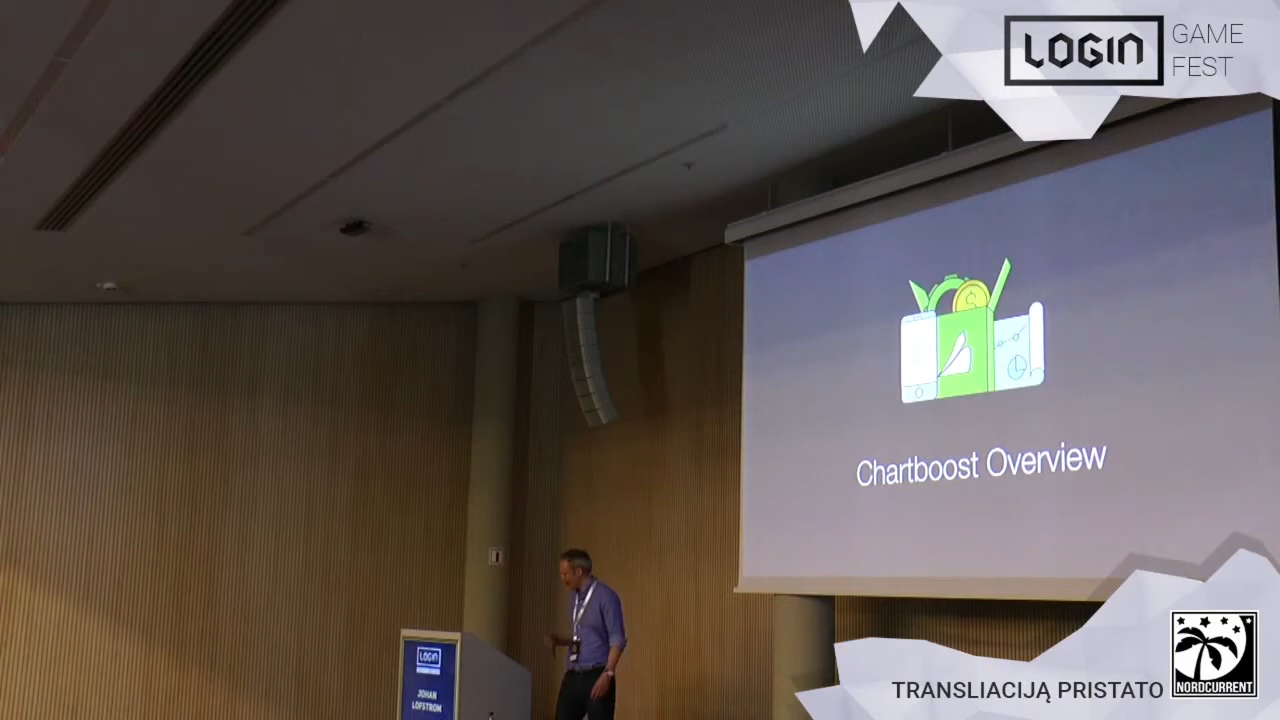 LOGIN
GAME
FEST
Chartboost Overview
LOGIN
JOHAN
LOFSTROM
TRANSLIACIJĄ PRISTATO
NORDCURRENT